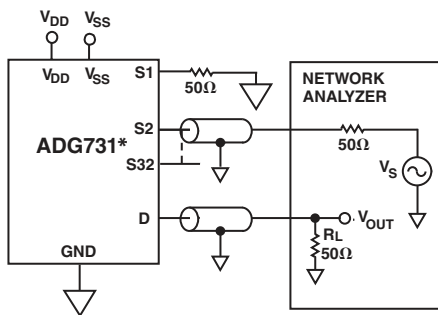 VDD VSS
VDD VSS
S1
50Ω
NETWORK
ANALYZER
S2
50Ω
ADG731*
S32
VS
D
VOUT
RL
50Ω
GND